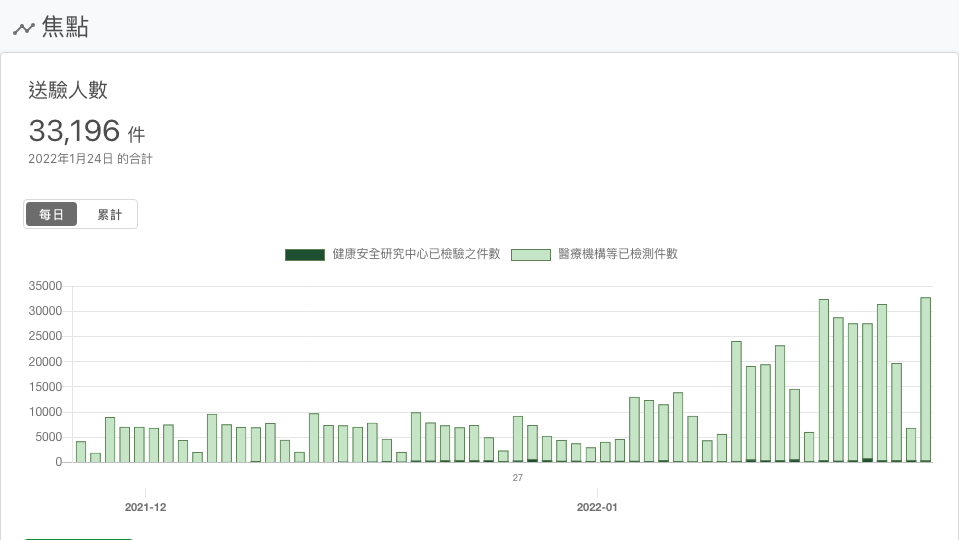 焦點
送驗人數
33,196 件
2022年1月24日 的合計
每日 累計
健康安全研究中心已檢驗之件數 醫療機構等已檢測件數
35000
30000
25000
20000
15000
10000
5000
0
27
2021-12 2022-01